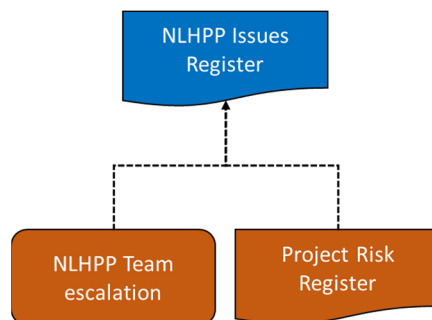 NLHPP Issues
Register
NLHPP Team
escalation
Project Risk
Register